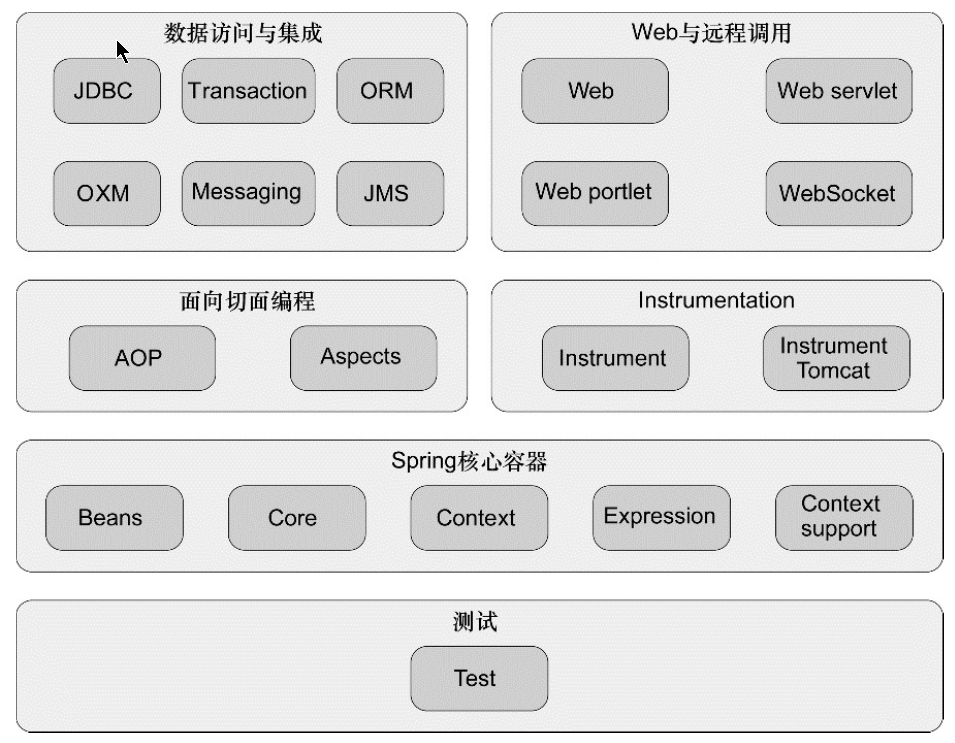 数据访问与集成
JDBC
Transaction
ORM
OXM
Messaging
JMS
Web与远程调用
Web
Web servlet
Web portlet
WebSocket
面向切面编程
AOP
Aspects
Instrumentation
Instrument
Instrument
Tomcat
Spring核心容器
Beans
Core
Context
Expression
Context
support
测试
Test